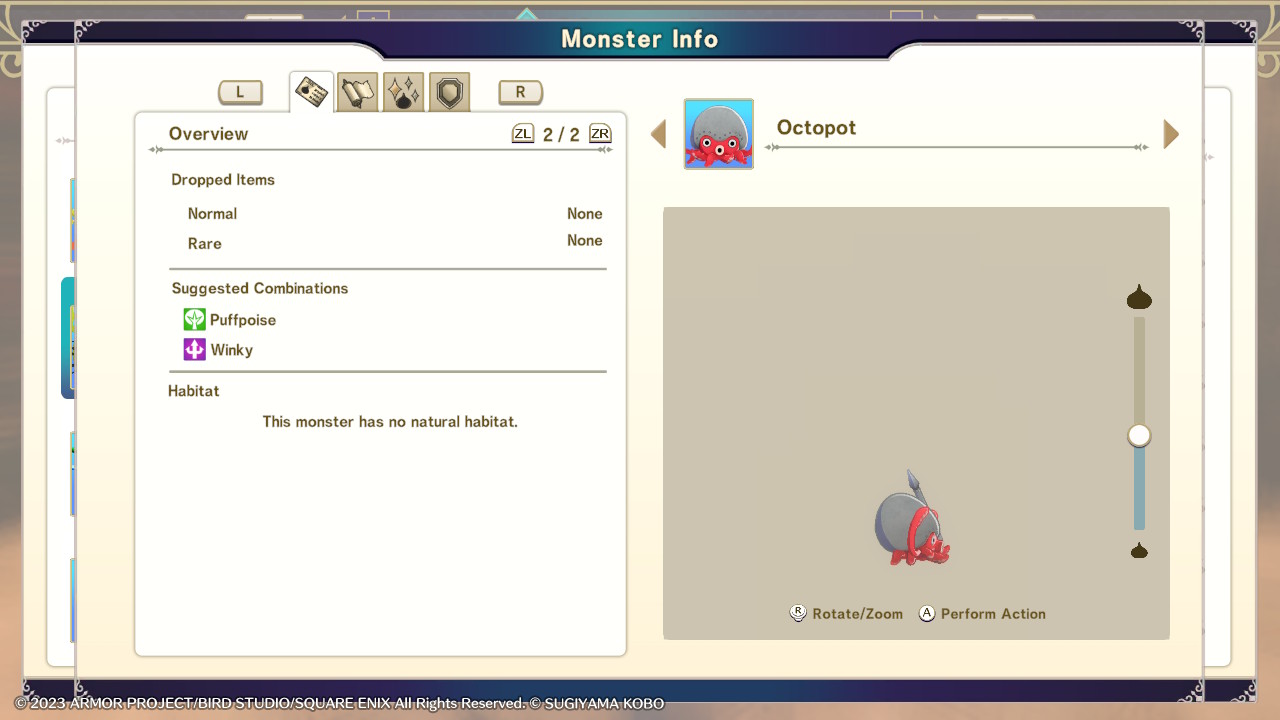 Monster Info
L
R
Overview
ZL 2 / 2 ZR
Dropped Items
Normal None
Rare None
Suggested Combinations
Puffpoise
Winky
Habitat
This monster has no natural habitat.
Octopot
R Rotate/Zoom A Perform Action
© 2023 ARMOR PROJECT/BIRD STUDIO/SQUARE ENIX All Rights Reserved. © SUGIYAMA KOBO